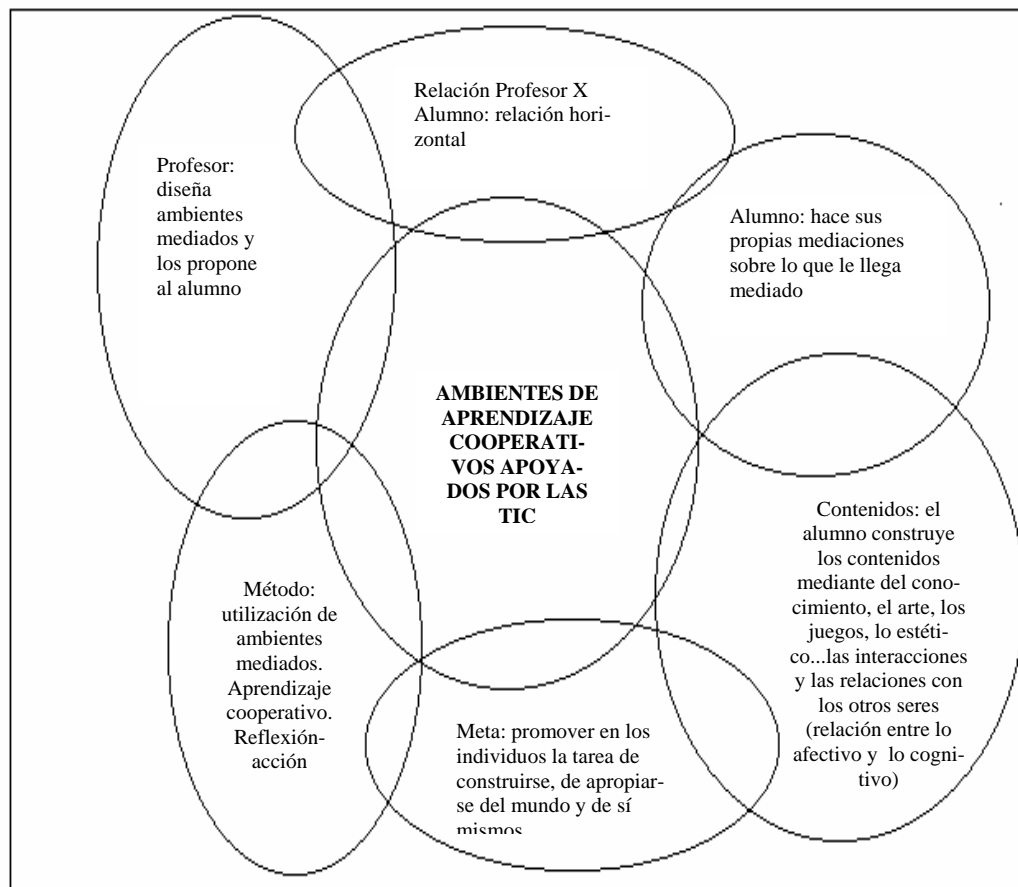 Relación Profesor X
Alumno: relación hori-
zontal
Profesor:
diseña
ambientes
mediados y
los propone
al alumno
Alumno: hace sus
propias mediaciones
sobre lo que le llega
mediado
AMBIENTES DE
APRENDIZAJE
COOPERATI-
VOS APOYA-
DOS POR LAS
TIC
Contenidos: el
alumno construye
los contenidos
mediante del cono-
cimiento, el arte, los
juegos, lo estéti-
co...las interacciones
y las relaciones con
los otros seres
(relación entre lo
afectivo y lo cogni-
tivo)
Método:
utilización de
ambientes
mediados.
Aprendizaje
cooperativo.
Reflexión-
acción
Meta: promover en los
individuos la tarea de
construirse, de apropiar-
se del mundo y de sí
mismos